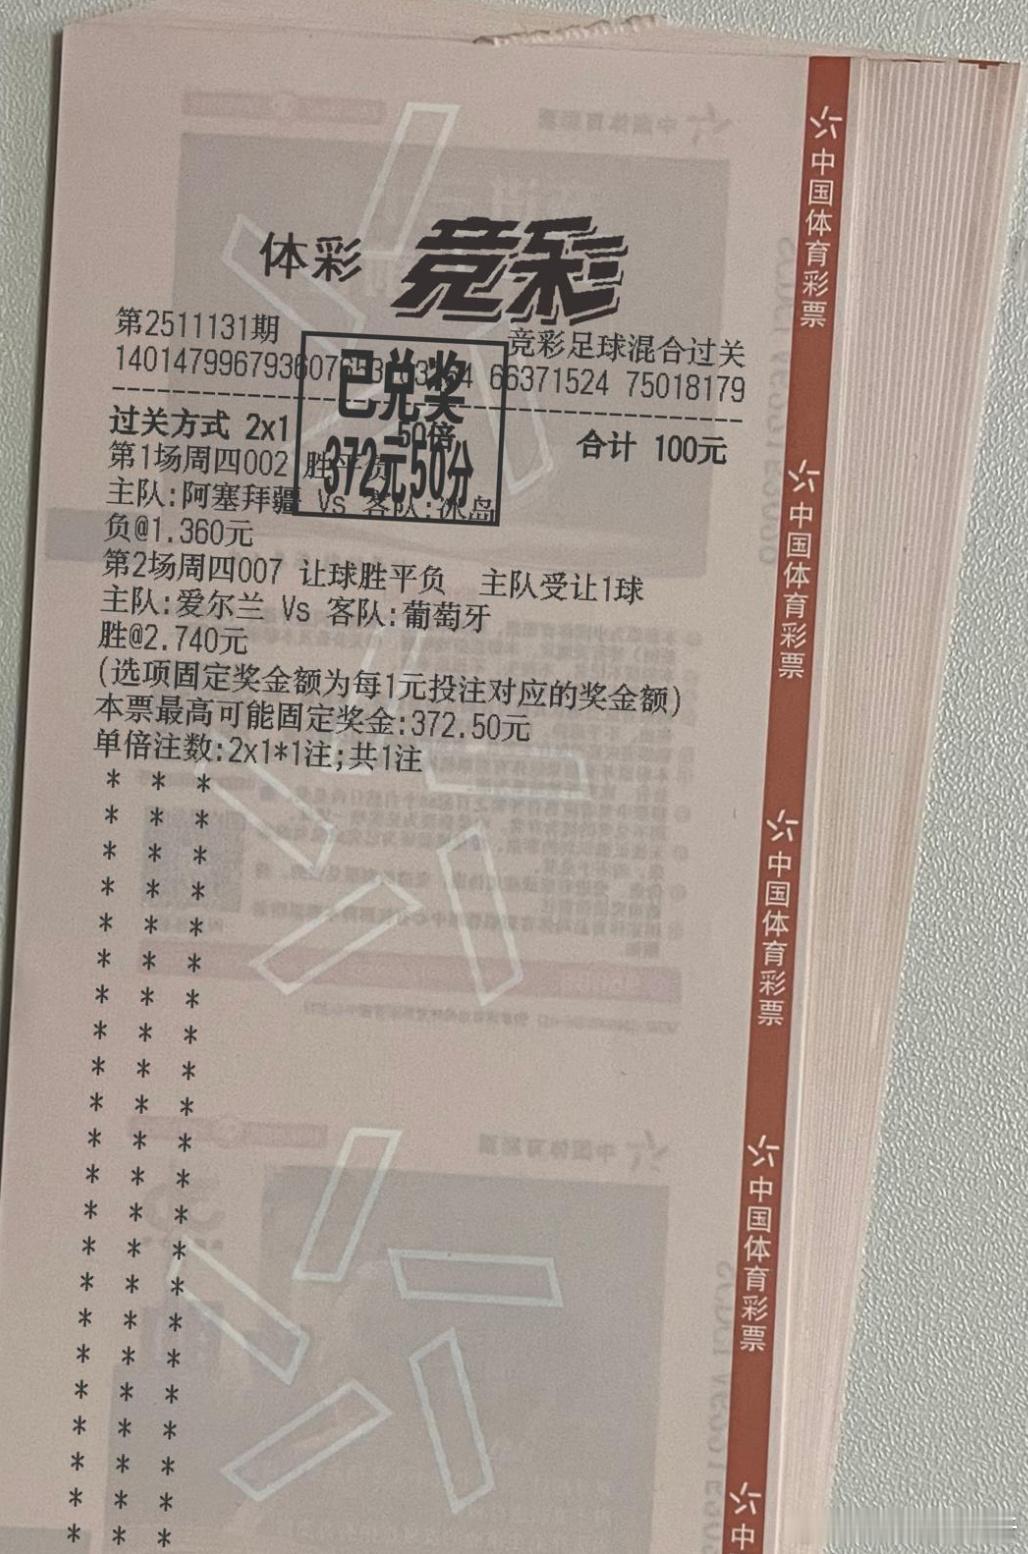 体彩 竞彩
第2511131期
竞彩足球混合过关
66371524 75018179
已兑奖
372元50分
过关方式 2x1
50倍
合计 100元
第1场周四002 胜平负
主队:阿塞拜疆 Vs 客队:冰岛
负@1.360元
第2场周四007 让球胜平负 主队受让1球
主队:爱尔兰 Vs 客队:葡萄牙
胜@2.740元
(选项固定奖金额为每1元投注对应的奖金额)
本票最高可能固定奖金:372.50元
单倍注数:2x1*1注;共1注
中国体育彩票
中国体育彩票
中国体育彩票
中国体育彩票
中